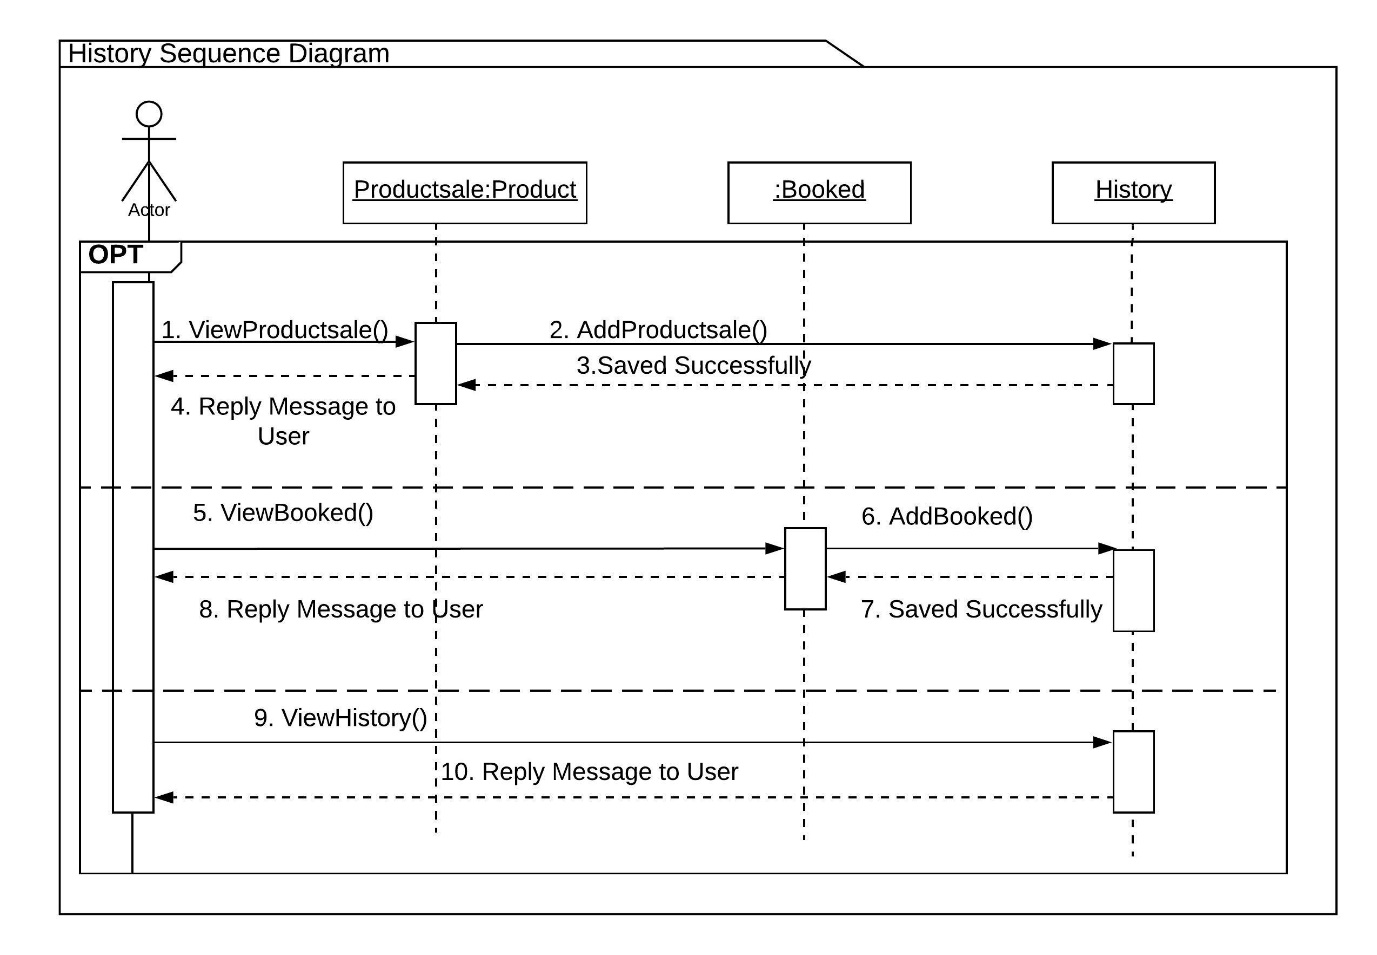 History Sequence Diagram
Actor
Productsale:Product
:Booked
History
OPT
1. ViewProductsale()
2. AddProductsale()
3.Saved Successfully
4. Reply Message to
User
5. ViewBooked()
6. AddBooked()
8. Reply Message to User
7. Saved Successfully
9. ViewHistory()
10. Reply Message to User